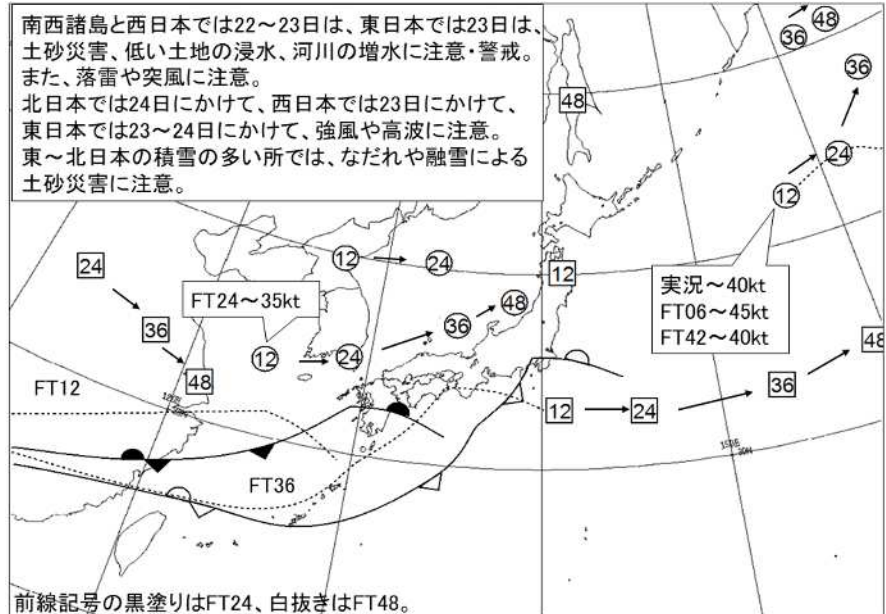 南西諸島と西日本では22～23日は、東日本では23日は、
土砂災害、低い土地の浸水、河川の増水に注意・警戒。
また、落雷や突風に注意。
北日本では24日にかけて、西日本では23日にかけて、
東日本では23～24日にかけて、強風や高波に注意。
東～北日本の積雪の多い所では、なだれや融雪による
土砂災害に注意。
48
36
36
48
24
12
12
24
24
12
実況～40kt
FT06～45kt
FT42～40kt
FT24～35kt
48
36
36
12
24
48
48
36
FT12
12
24
150E
30N
FT36
前線記号の黒塗りはFT24、白抜きはFT48。